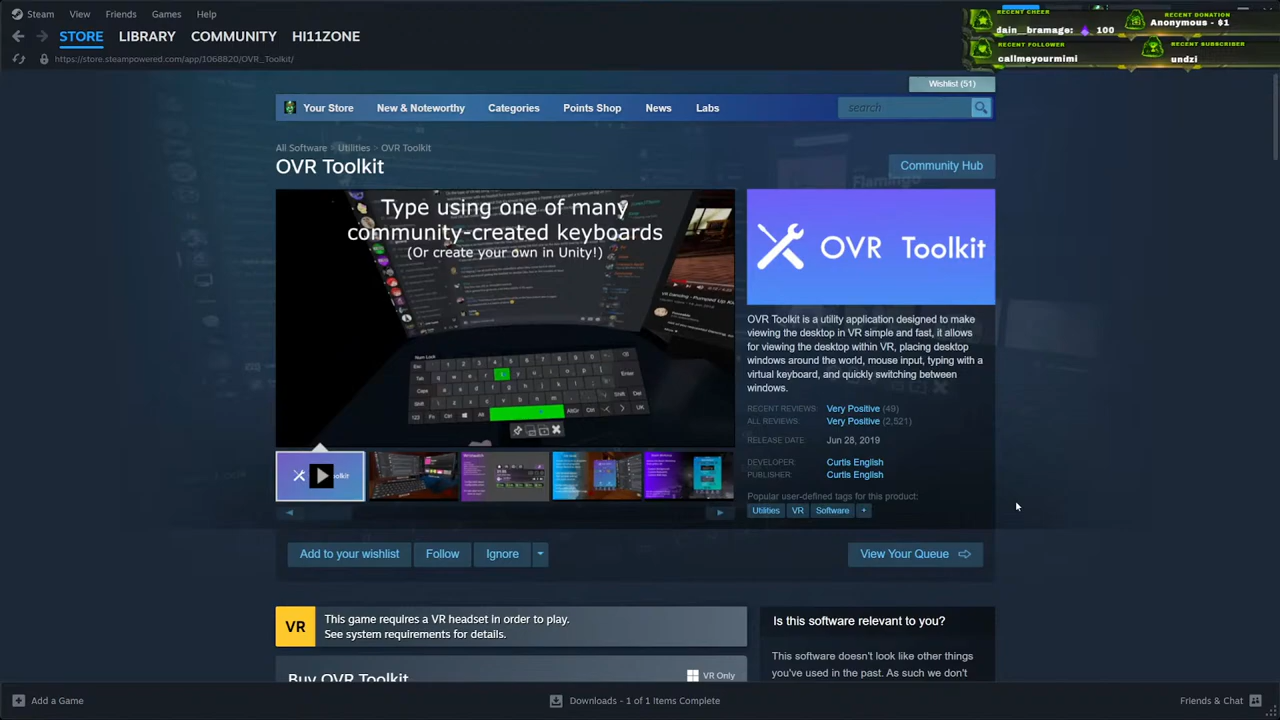 Steam View Friends Games Help
RECENT CHEER
dain__bramage: 100
RECENT DONATION
Anonymous - $1
STORE LIBRARY COMMUNITY HI11ZONE
RECENT FOLLOWER
callmeyourmimi
RECENT SUBSCRIBER
undzi
https://store.steampowered.com/app/1068820/OVR_Toolkit/
Wishlist (51)
Your Store New & Noteworthy Categories Points Shop News Labs search
All Software > Utilities > OVR Toolkit
OVR Toolkit
Community Hub
Type using one of many
community-created keyboards
(Or create your own in Unity!)
OVR Toolkit
OVR Toolkit is a utility application designed to make
viewing the desktop in VR simple and fast, it allows
for viewing the desktop within VR, placing desktop
windows around the world, mouse input, typing with a
virtual keyboard, and quickly switching between
windows.
RECENT REVIEWS: Very Positive (49)
ALL REVIEWS: Very Positive (2,521)
RELEASE DATE: Jun 28, 2019
DEVELOPER: Curtis English
PUBLISHER: Curtis English
Popular user-defined tags for this product:
Utilities VR Software +
Add to your wishlist Follow Ignore View Your Queue
VR
This game requires a VR headset in order to play.
See system requirements for details.
Is this software relevant to you?
Buy OVR Toolkit
VR Only
This software doesn't look like other things
you've used in the past. As such we don't
Add a Game Downloads - 1 of 1 Items Complete Friends & Chat